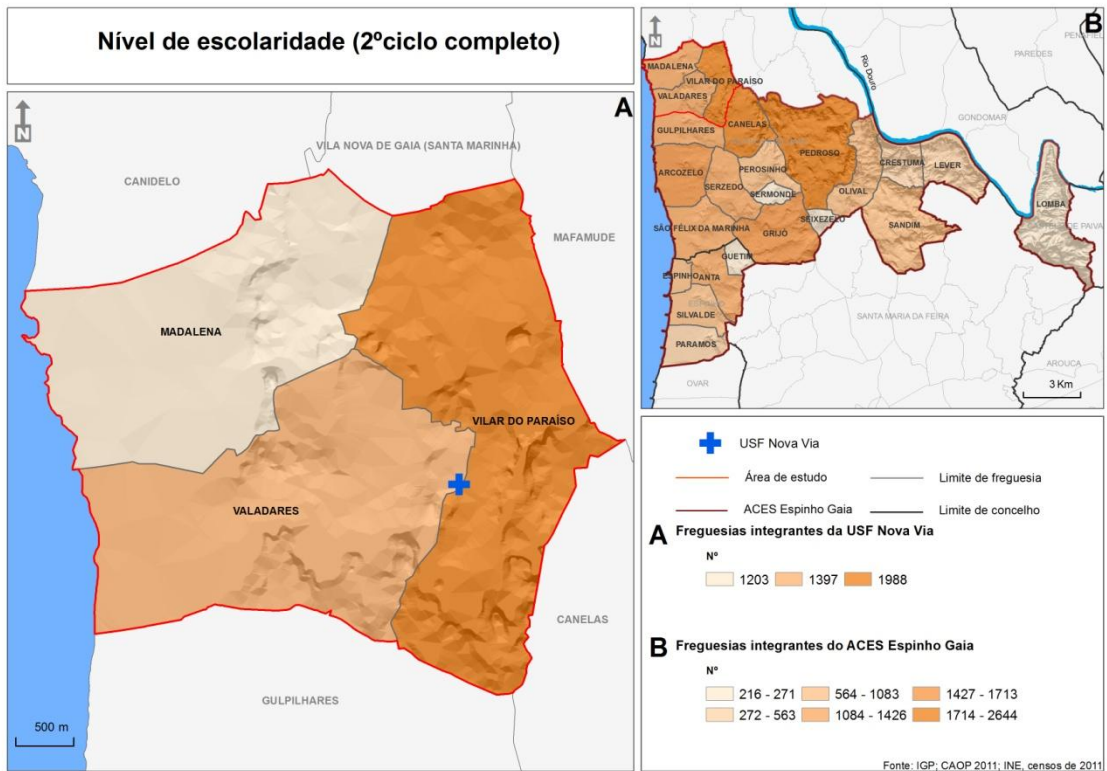 Nível de escolaridade (2ºciclo completo)
A
N
VILA NOVA DE GAIA (SANTA MARINHA)
CANIDELO
MAFAMUDE
MADALENA
VILAR DO PARAÍSO
VALADARES
CANELAS
GULPILHARES
500 m
B
N
PENAFIEL
PAREDES
Rio Douro
MADALENA
VILAR DO PARAÍSO
VALADARES
GONDOMAR
GULPILHARES
CANELAS
PEDROSO
CRESTUMA
LEVER
PEROSINHO
ARCOZELO
SERZEDO
SERMONDE
OLIVAL
LOMBA
SEIXEZELO
SANDIM
SÃO FÉLIX DA MARINHA
GRIJÓ
GUETIM
ESPINHO
ANTA
SILVALDE
SANTA MARIA DA FEIRA
PARAMOS
AROUCA
OVAR
3 Km
USF Nova Via
Área de estudo
Limite de freguesia
ACES Espinho Gaia
Limite de concelho
A Freguesias integrantes da USF Nova Via
Nº
1203 1397 1988
B Freguesias integrantes do ACES Espinho Gaia
Nº
216 - 271 564 - 1083 1427 - 1713
272 - 563 1084 - 1426 1714 - 2644
Fonte: IGP; CAOP 2011; INE, censos de 2011